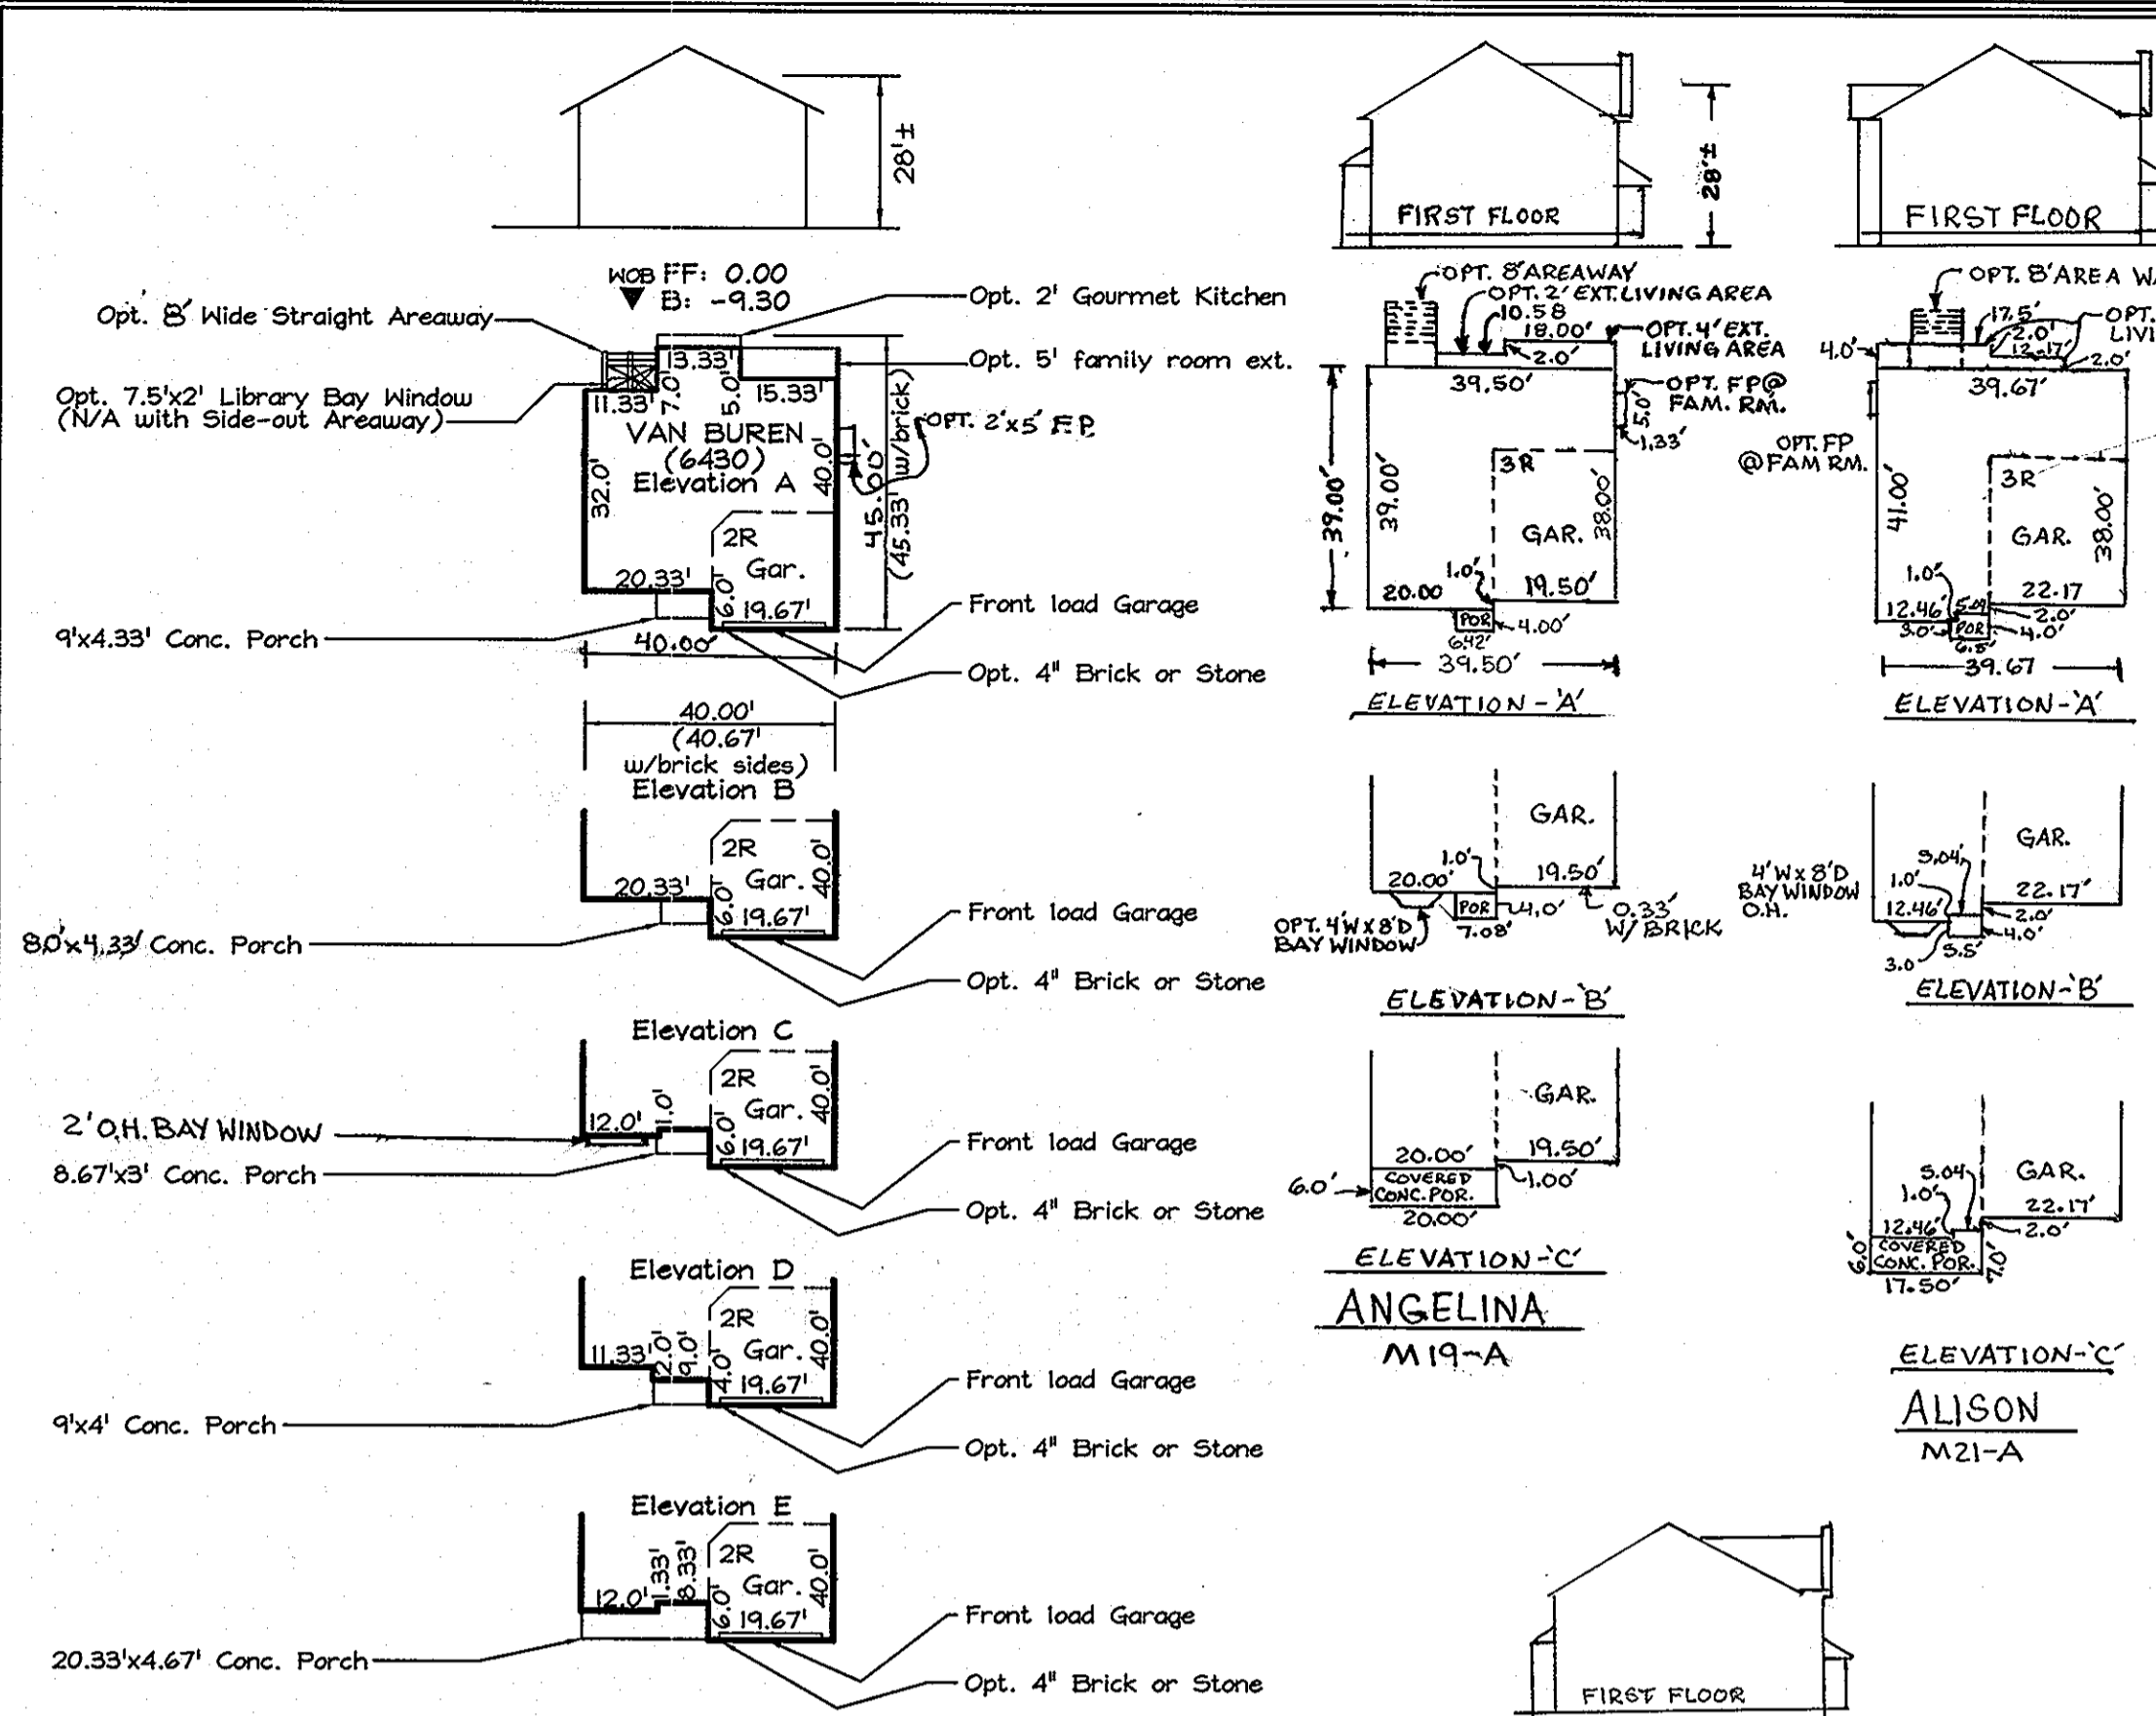 28'±
WOB FF: 0.00
B: -9.30
Opt. 8' Wide Straight Areaway
Opt. 2' Gourmet Kitchen
Opt. 7.5'x2' Library Bay Window
(N/A with Side-out Areaway)
Opt. 5' family room ext.
13.33'
11.33'
7.0'
5.0'
15.33'
VAN BUREN
(6430)
Elevation A
OPT. 2'x5' F.P.
32.0'
40.0'
45.00'
(45.33' w/brick)
2R
Gar.
20.33'
6.0'
19.67'
Front load Garage
9'x4.33' Conc. Porch
40.00'
Opt. 4" Brick or Stone
40.00'
(40.67'
w/brick sides)
Elevation B
2R
Gar.
40.0'
20.33'
6.0'
19.67'
Front load Garage
8.0'x4.33' Conc. Porch
Opt. 4" Brick or Stone
Elevation C
2R
Gar.
40.0'
12.0'
1.0'
6.0'
19.67'
2' O.H. BAY WINDOW
Front load Garage
8.67'x3' Conc. Porch
Opt. 4" Brick or Stone
Elevation D
2R
Gar.
40.0'
11.33'
2.0'
9.0'
4.0'
19.67'
Front load Garage
9'x4' Conc. Porch
Opt. 4" Brick or Stone
Elevation E
2R
Gar.
40.0'
12.0'
1.33'
8.33'
6.0'
19.67'
Front load Garage
20.33'x4.67' Conc. Porch
Opt. 4" Brick or Stone
FIRST FLOOR
28'±
OPT. 8' AREAWAY
OPT. 2' EXT. LIVING AREA
10.58
18.00'
2.0'
OPT. 4' EXT.
LIVING AREA
39.50'
OPT. FP@
FAM. RM.
5.0'
1.33'
39.00'
39.00'
3R
GAR.
38.00'
20.00
1.0'
19.50'
POR
4.00'
6.42'
39.50'
ELEVATION-'A'
GAR.
20.00'
1.0'
19.50'
POR
4.0'
7.08'
0.33'
W/ BRICK
OPT. 4'WX8'D
BAY WINDOW
ELEVATION-'B'
GAR.
20.00'
19.50'
6.0'
COVERED
CONC. POR.
1.00'
20.00'
ELEVATION-'C'
ANGELINA
M19-A
FIRST FLOOR
OPT. 8' AREA
17.5'
2.0'
12.17'
2.0'
OPT.
4.0'
39.67'
OPT. FP
@FAM RM.
41.00'
3R
GAR.
38.00'
1.0'
12.46'
5.04
22.17
2.0'
3.0'
POR
4.0'
6.5'
39.67
ELEVATION-'A'
GAR.
4'WX8'D
BAY WINDOW
O.H.
5.04'
1.0'
12.46'
22.17'
2.0'
4.0'
3.0
5.5'
ELEVATION-'B'
GAR.
5.04
1.0'
12.46'
22.17'
2.0'
6.0'
COVERED
CONC. POR.
7.0'
17.50'
ELEVATION-'C'
ALISON
M21-A
FIRST FLOOR